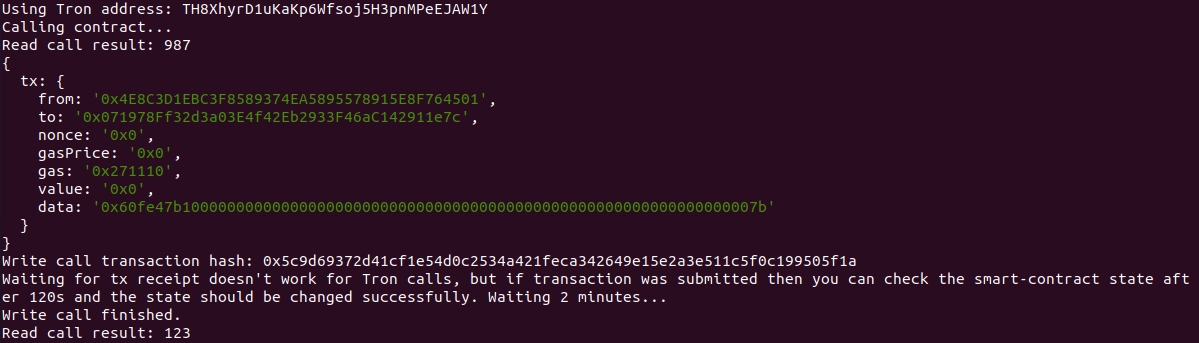 Using Tron address: TH8XhyrD1uKaKp6Wfsoj5H3pnMPeEJAW1Y
Calling contract...
Read call result: 987
{
  tx: {
    from: '0x4E8C3D1EBC3F8589374EA5895578915E8F764501',
    to: '0x071978Ff32d3a03E4f42Eb2933F46aC142911e7c',
    nonce: '0x0',
    gasPrice: '0x0',
    gas: '0x271110',
    value: '0x0',
    data: '0x60fe47b1000000000000000000000000000000000000000000000000000000000000007b'
  }
}
Write call transaction hash: 0x5c9d69372d41cf1e54d0c2534a421feca342649e15e2a3e511c5f0c199505f1a
Waiting for tx receipt doesn't work for Tron calls, but if transaction was submitted then you can check the smart-contract state aft
er 120s and the state should be changed successfully. Waiting 2 minutes...
Write call finished.
Read call result: 123